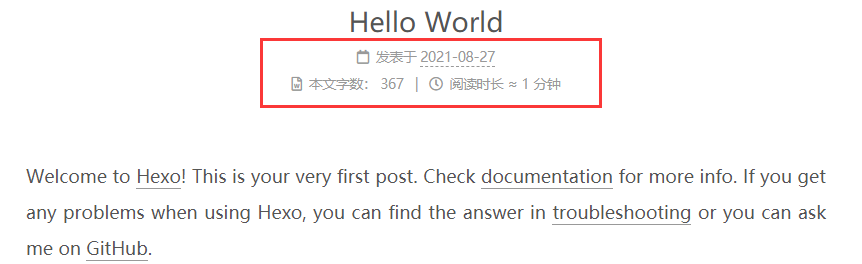 Hello World
发表于 2021-08-27
本文字数： 367 | 阅读时长 ≈ 1 分钟
Welcome to Hexo! This is your very first post. Check documentation for more info. If you get
any problems when using Hexo, you can find the answer in troubleshooting or you can ask
me on GitHub.